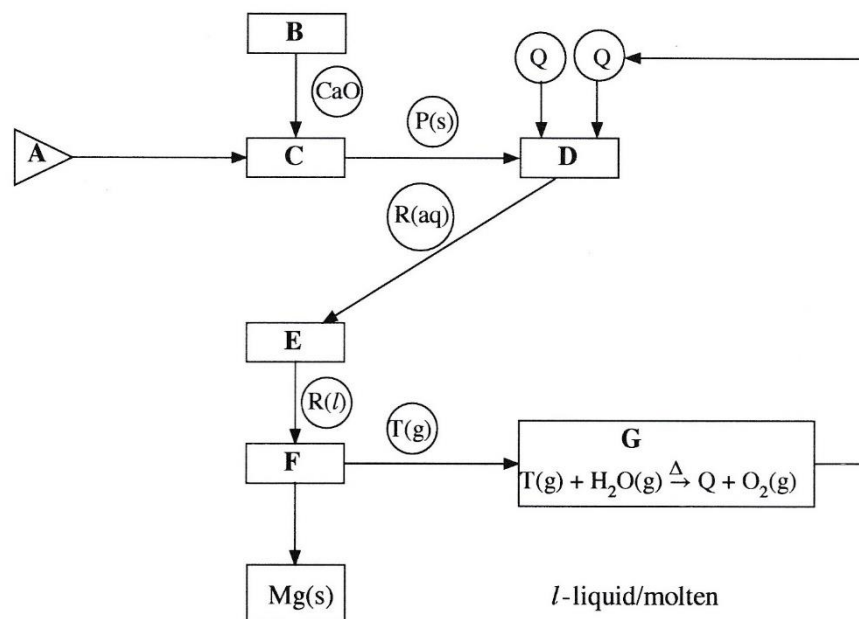 B
Q
Q
CaO
P(s)
A
C
D
R(aq)
E
R(l)
T(g)
F
G
T(g) + H₂O(g) →^Δ Q + O₂(g)
Mg(s)
l-liquid/molten